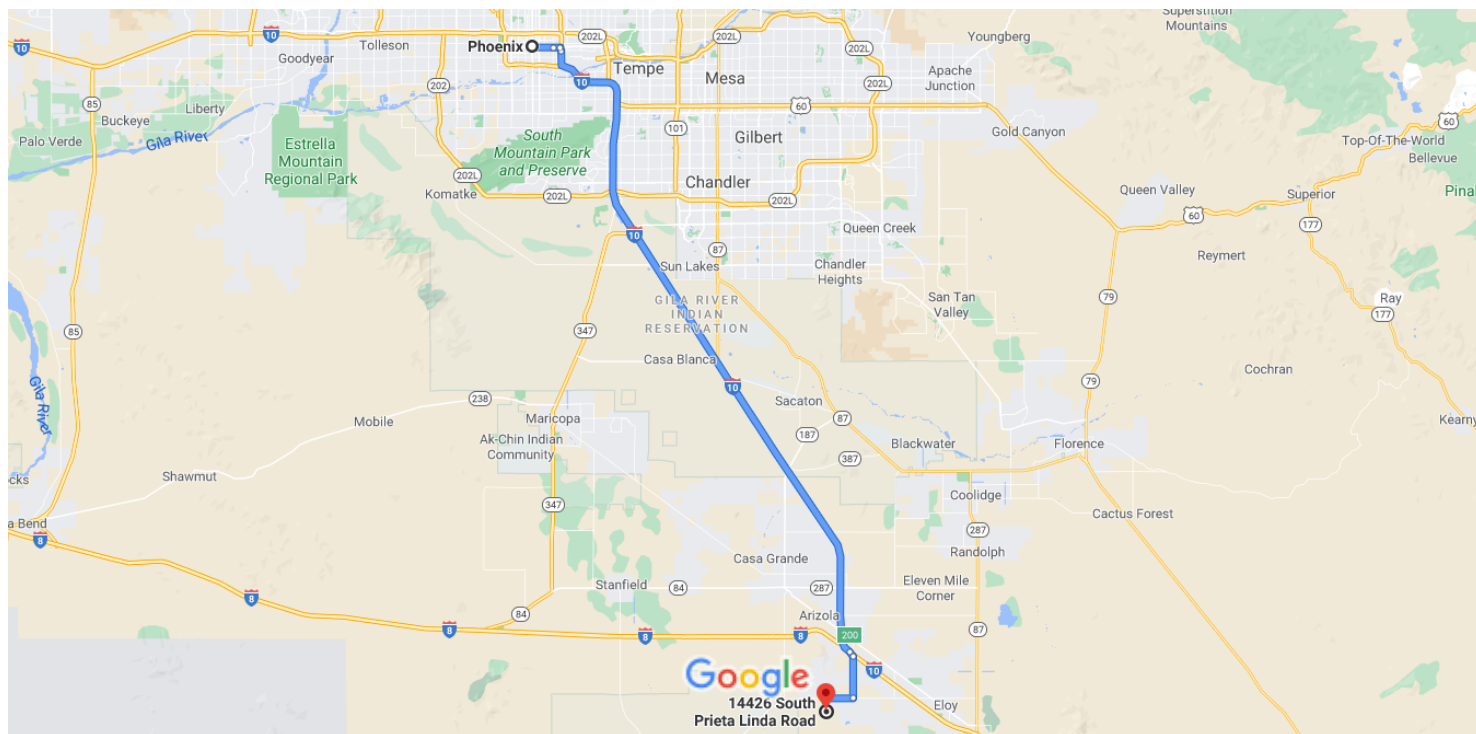 Superstition
Mountains
10
Tolleson
10
Phoenix
202L
202L
Youngberg
Goodyear
Tempe
Mesa
Apache
Junction
10
202
202L
85
Liberty
Buckeye
60
60
Palo Verde
Gila River
Estrella
Mountain
Regional Park
South
Mountain Park
and Preserve
101
Gilbert
Gold Canyon
Top-Of-The-World
Bellevue
202L
Komatke
202L
Chandler
202L
Queen Valley
Superior
Pinal
60
177
10
87
Queen Creek
Reymert
Sun Lakes
Chandler
Heights
San Tan
Valley
79
Ray
177
GILA RIVER
INDIAN
RESERVATION
85
347
Casa Blanca
Cochran
Gila River
10
79
238
Mobile
Maricopa
Sacaton
87
Kearny
Ak-Chin Indian
Community
187
Blackwater
Florence
387
Shawmut
Coolidge
347
Cactus Forest
a Bend
8
287
Casa Grande
Randolph
Stanfield
84
287
Eleven Mile
Corner
8
84
Arizola
8
8
8
200
87
10
Google
14426 South
Prieta Linda Road
Eloy